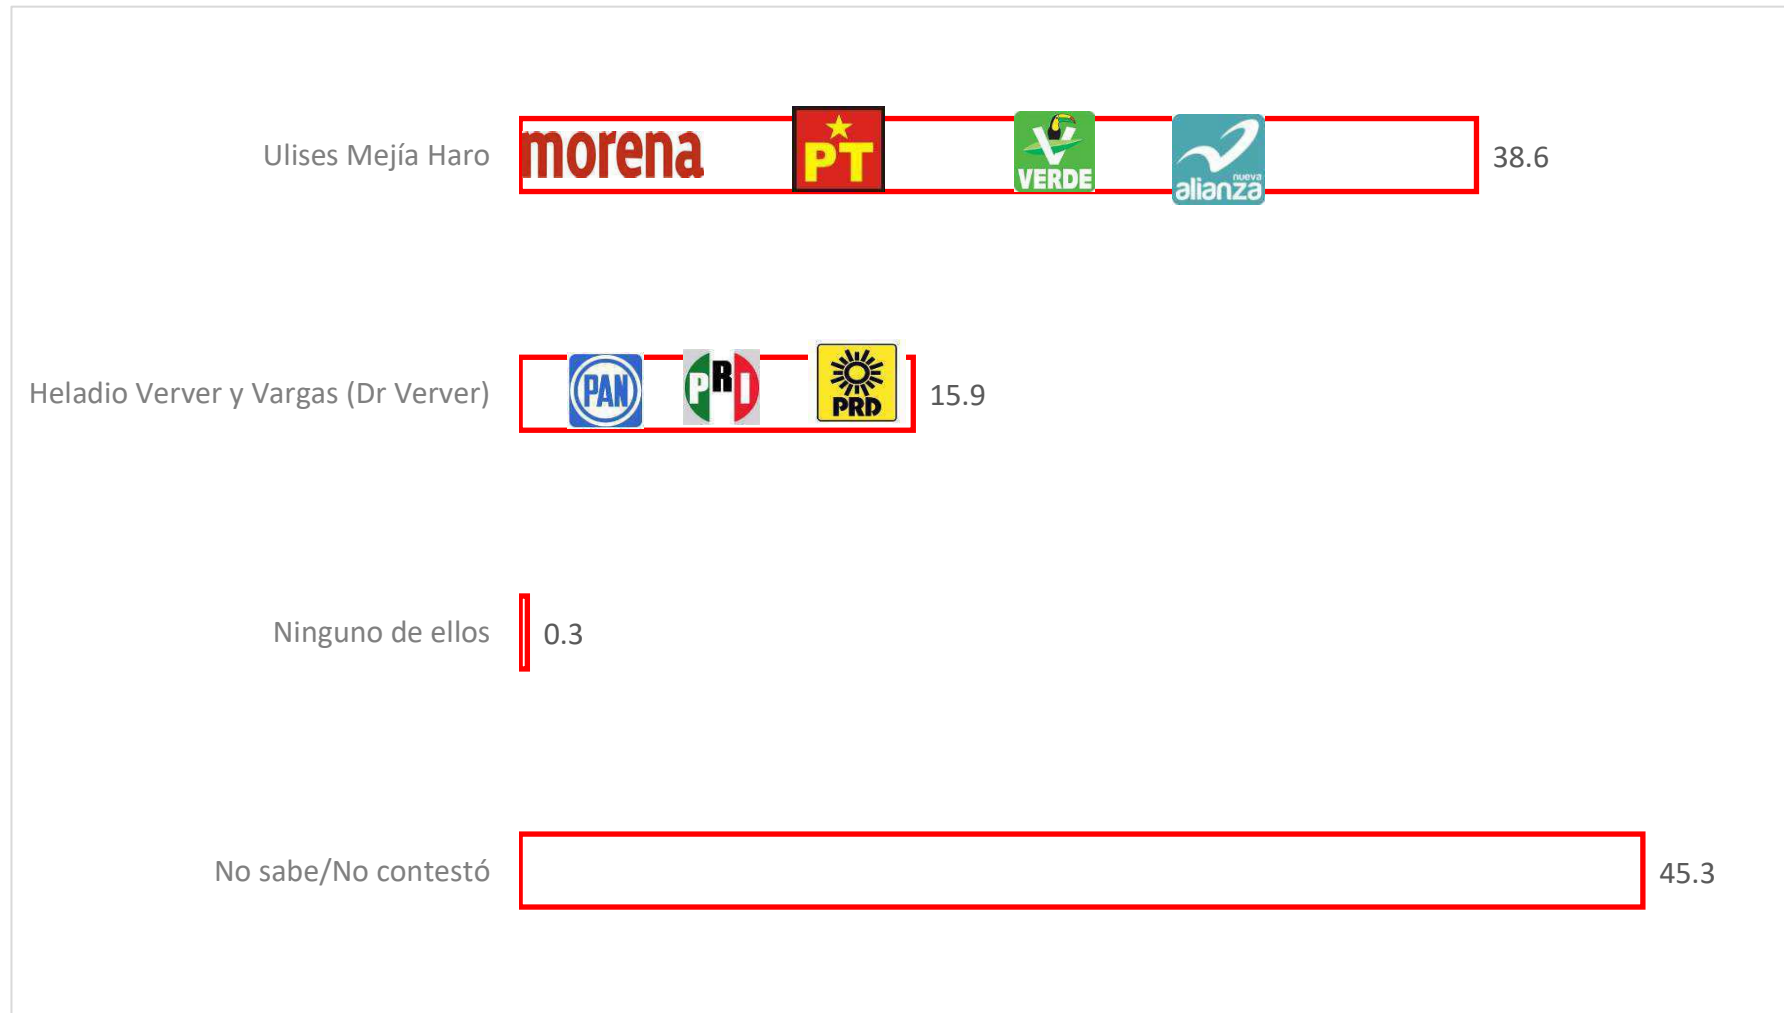 Ulises Mejía Haro morena PT VERDE nueva alianza 38.6
Heladio Verver y Vargas (Dr Verver) PAN PRI PRD 15.9
Ninguno de ellos 0.3
No sabe/No contestó 45.3